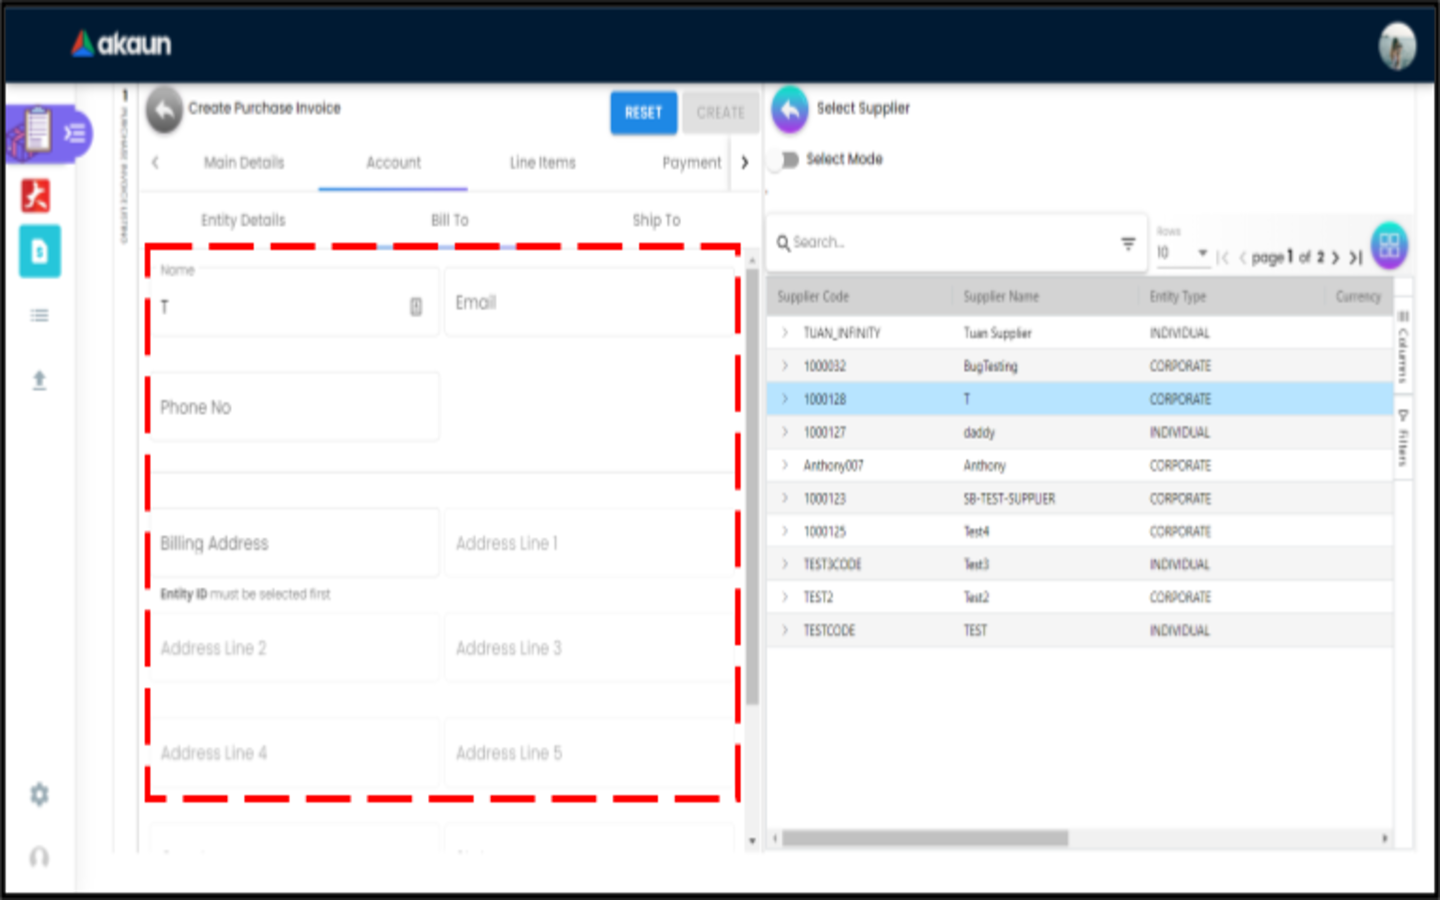 akaun
1 PURCHASE INVOICE LISTING
Create Purchase Invoice
RESET
CREATE
Main Details
Account
Line Items
Payment
Entity Details
Bill To
Ship To
Name
T
Email
Phone No
Billing Address
Address Line 1
Entity ID must be selected first
Address Line 2
Address Line 3
Address Line 4
Address Line 5
Select Supplier
Select Mode
Search...
Rows
10
page 1 of 2
Supplier Code Supplier Name Entity Type Currency
TUAN_INFINITY Tuan Supplier INDIVIDUAL
1000032 BugTesting CORPORATE
1000128 T CORPORATE
1000127 daddy INDIVIDUAL
Anthony007 Anthony CORPORATE
1000123 SB-TEST-SUPPLIER CORPORATE
1000125 Test4 CORPORATE
TEST3CODE Test3 INDIVIDUAL
TEST2 Test2 CORPORATE
TESTCODE TEST INDIVIDUAL
Columns
Filters